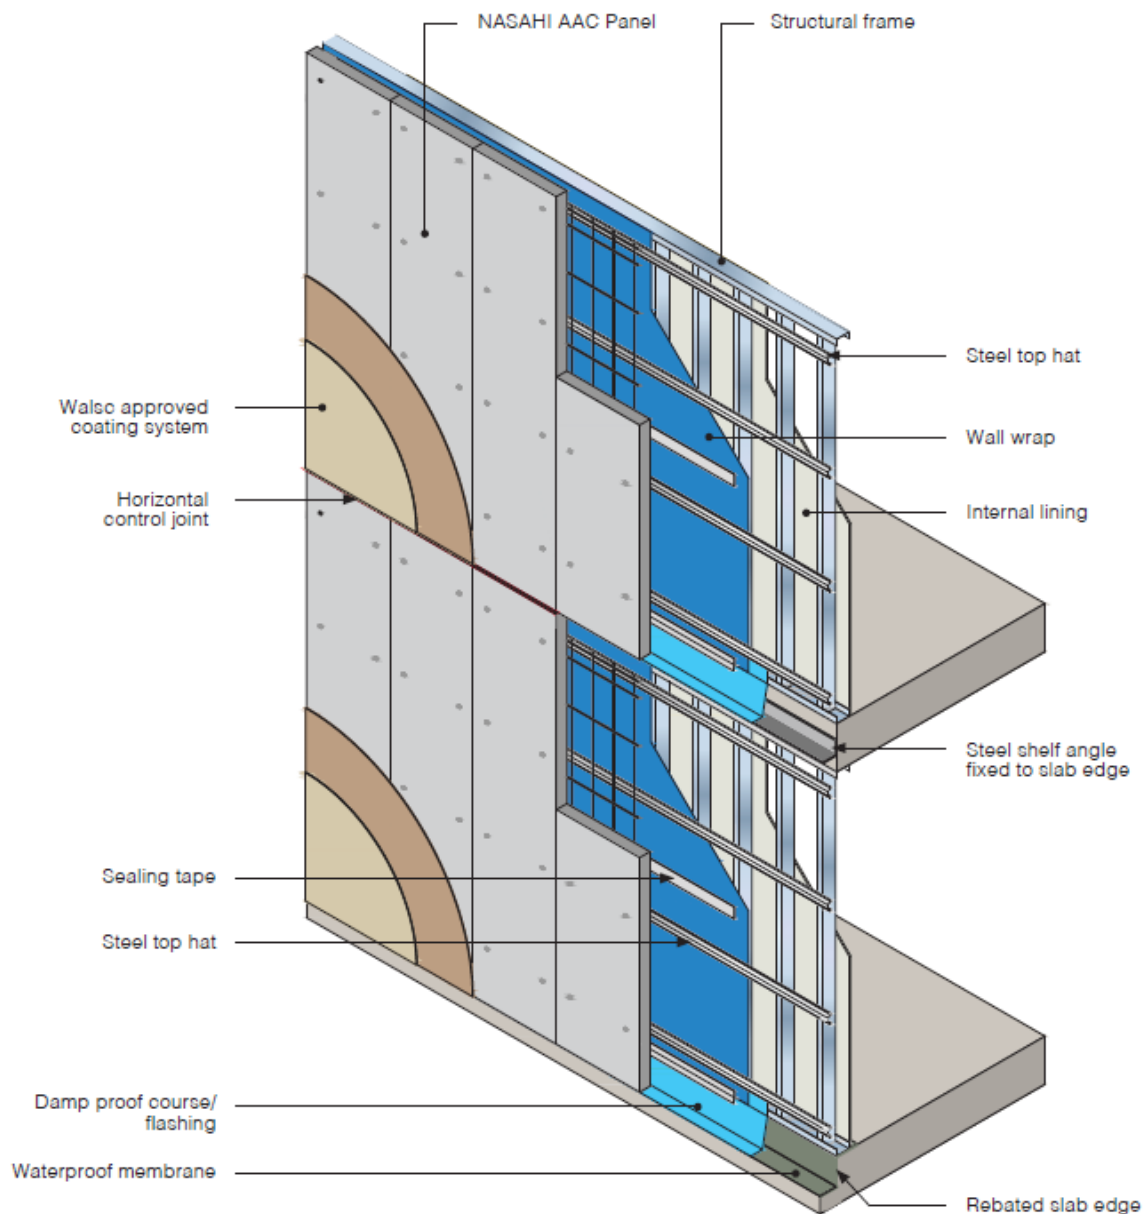 NASAHI AAC Panel
Structural frame
Steel top hat
Walsc approved
coating system
Wall wrap
Horizontal
control joint
Internal lining
Steel shelf angle
fixed to slab edge
Sealing tape
Steel top hat
Damp proof course/
flashing
Waterproof membrane
Rebated slab edge